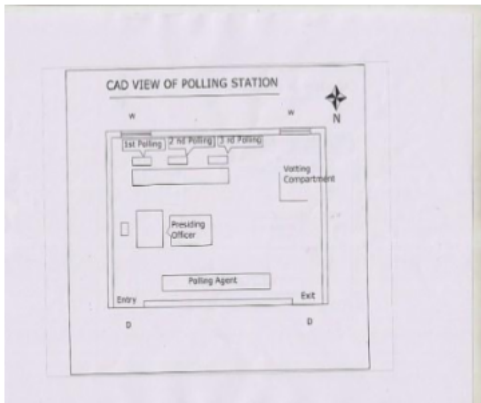 CAD VIEW OF POLLING STATION
N
W
W
1st Polling
2 nd Polling
3 rd Polling
Votting
Compartment
Presiding
Officer
Polling Agent
Entry
Exit
D
D